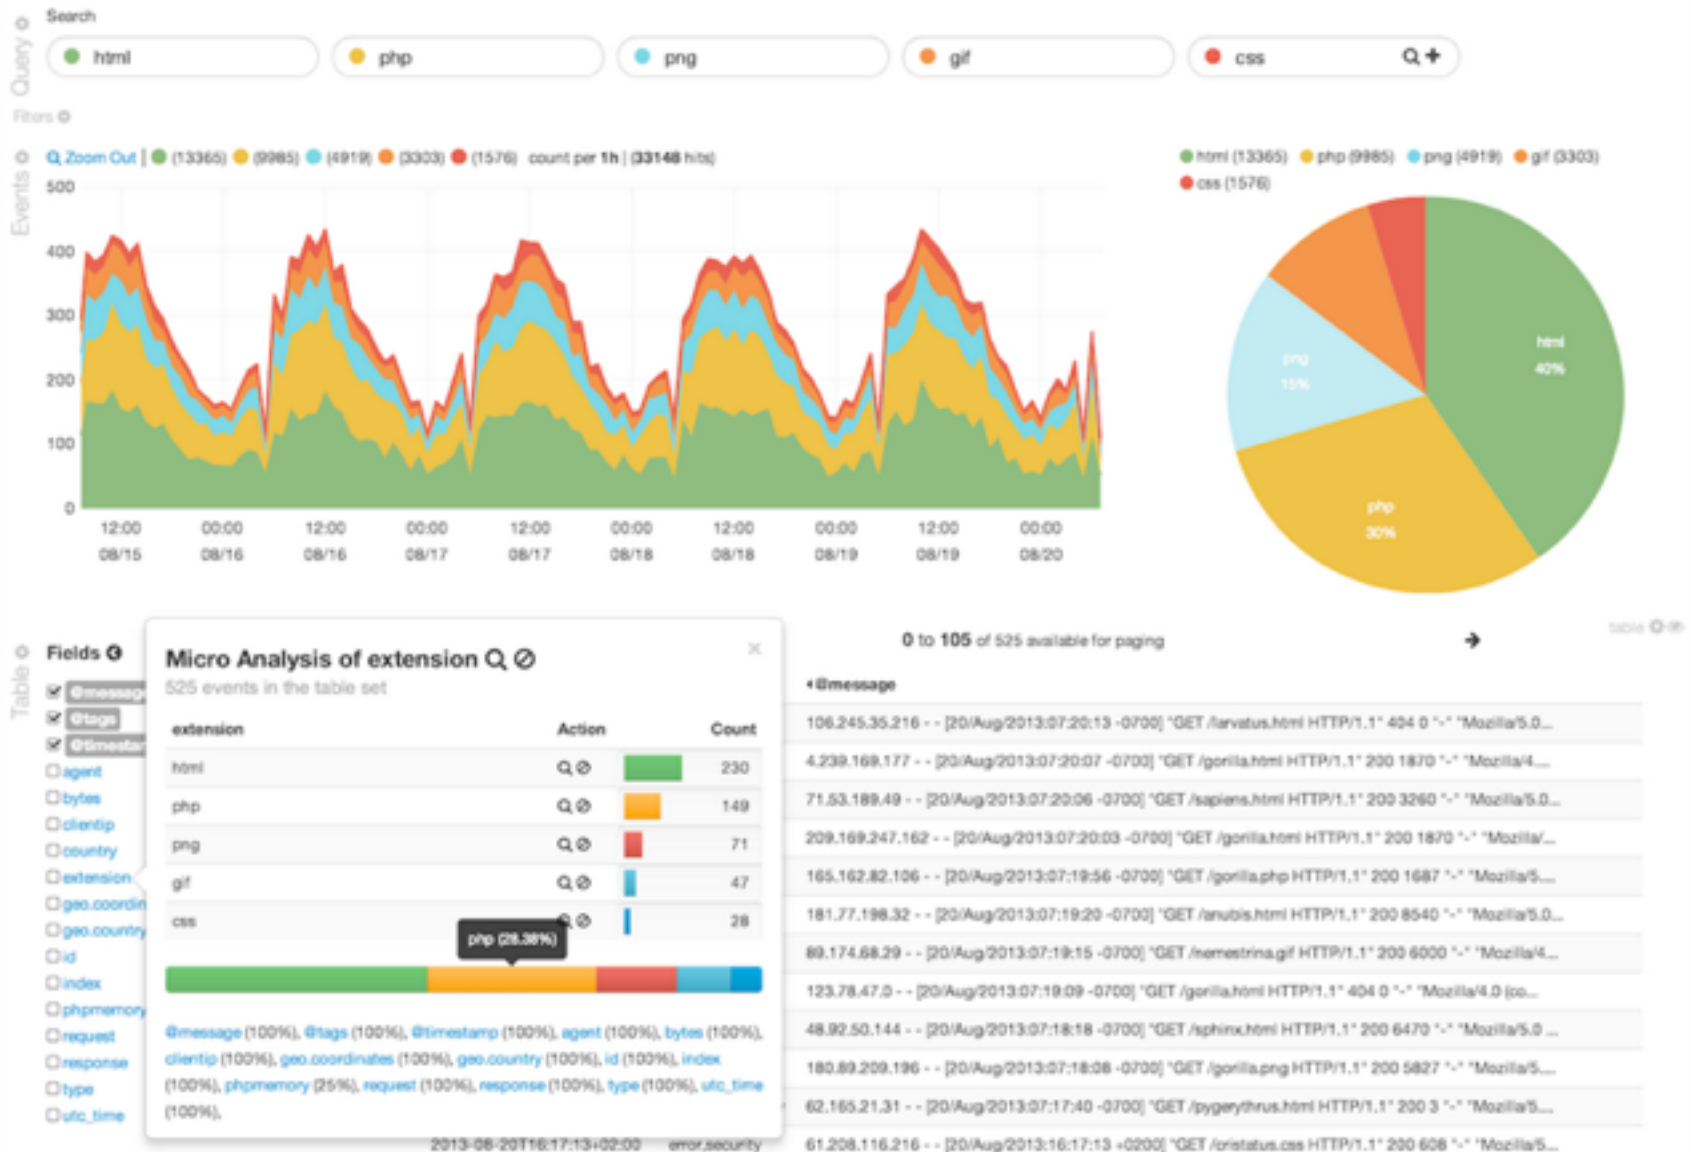 Search
Query
html
php
png
gif
css
Filters
Events
Zoom Out | (13365) (9985) (4919) (3303) (1576) count per 1h | (33148 hits)
500
400
300
200
100
0
12:00 00:00 12:00 00:00 12:00 00:00 12:00 00:00 12:00 00:00
08/15 08/16 08/16 08/17 08/17 08/18 08/18 08/19 08/19 08/20
html (13365) php (9985) png (4919) gif (3303)
css (1576)
html
40%
png
15%
php
30%
table
Table
Fields
@message
@tags
@timestam
agent
bytes
clientip
country
extension
geo.coordin
geo.country
id
index
phpmemory
request
response
type
utc_time
Micro Analysis of extension
×
525 events in the table set
extension Action Count
html 230
php 149
png 71
gif 47
css 28
php (28.38%)
@message (100%), @tags (100%), @timestamp (100%), agent (100%), bytes (100%),
clientip (100%), geo.coordinates (100%), geo.country (100%), id (100%), index
(100%), phpmemory (25%), request (100%), response (100%), type (100%), utc_time
(100%),
0 to 105 of 525 available for paging
@message
106.245.35.216 - - [20/Aug/2013:07:20:13 -0700] "GET /larvatus.html HTTP/1.1" 404 0 "-" "Mozilla/5.0...
4.239.169.177 - - [20/Aug/2013:07:20:07 -0700] "GET /gorilla.html HTTP/1.1" 200 1870 "-" "Mozilla/4....
71.53.189.49 - - [20/Aug/2013:07:20:06 -0700] "GET /sapiens.html HTTP/1.1" 200 3260 "-" "Mozilla/5.0...
209.169.247.162 - - [20/Aug/2013:07:20:03 -0700] "GET /gorilla.html HTTP/1.1" 200 1870 "-" "Mozilla/...
165.162.82.106 - - [20/Aug/2013:07:19:56 -0700] "GET /gorilla.php HTTP/1.1" 200 1687 "-" "Mozilla/5....
181.77.198.32 - - [20/Aug/2013:07:19:20 -0700] "GET /anubis.html HTTP/1.1" 200 8540 "-" "Mozilla/5.0...
89.174.68.29 - - [20/Aug/2013:07:19:15 -0700] "GET /nemestrina.gif HTTP/1.1" 200 6000 "-" "Mozilla/4...
123.78.47.0 - - [20/Aug/2013:07:19:09 -0700] "GET /gorilla.html HTTP/1.1" 404 0 "-" "Mozilla/4.0 (co...
48.92.50.144 - - [20/Aug/2013:07:18:18 -0700] "GET /sphinx.html HTTP/1.1" 200 6470 "-" "Mozilla/5.0 ...
180.89.209.196 - - [20/Aug/2013:07:18:08 -0700] "GET /gorilla.png HTTP/1.1" 200 5827 "-" "Mozilla/5....
62.165.21.31 - - [20/Aug/2013:07:17:40 -0700] "GET /pygerythrus.html HTTP/1.1" 200 3 "-" "Mozilla/5....
2013-08-20T16:17:13+02:00 error,security 61.208.116.216 - - [20/Aug/2013:16:17:13 +0200] "GET /cristatus.css HTTP/1.1" 200 608 "-" "Mozilla/5...